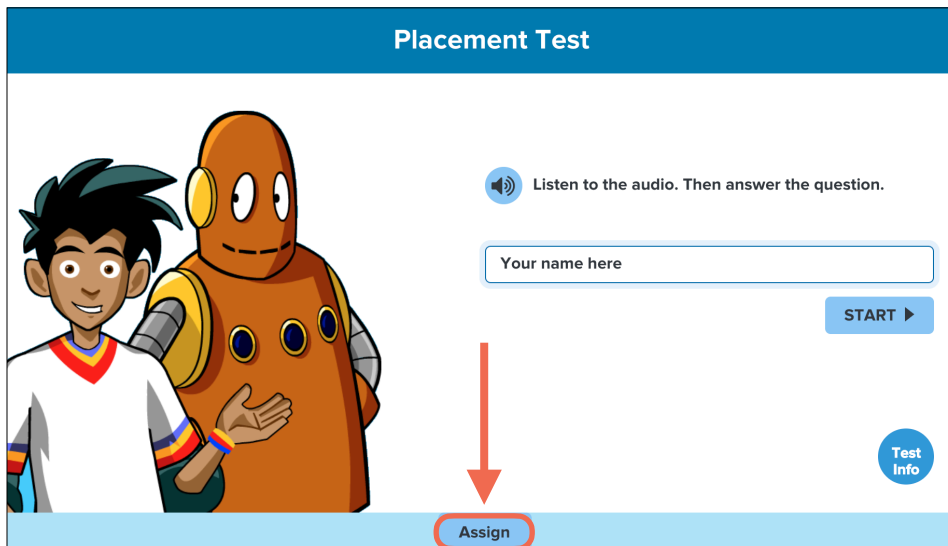 Placement Test
Listen to the audio. Then answer the question.
Your name here
START
Test
Info
Assign